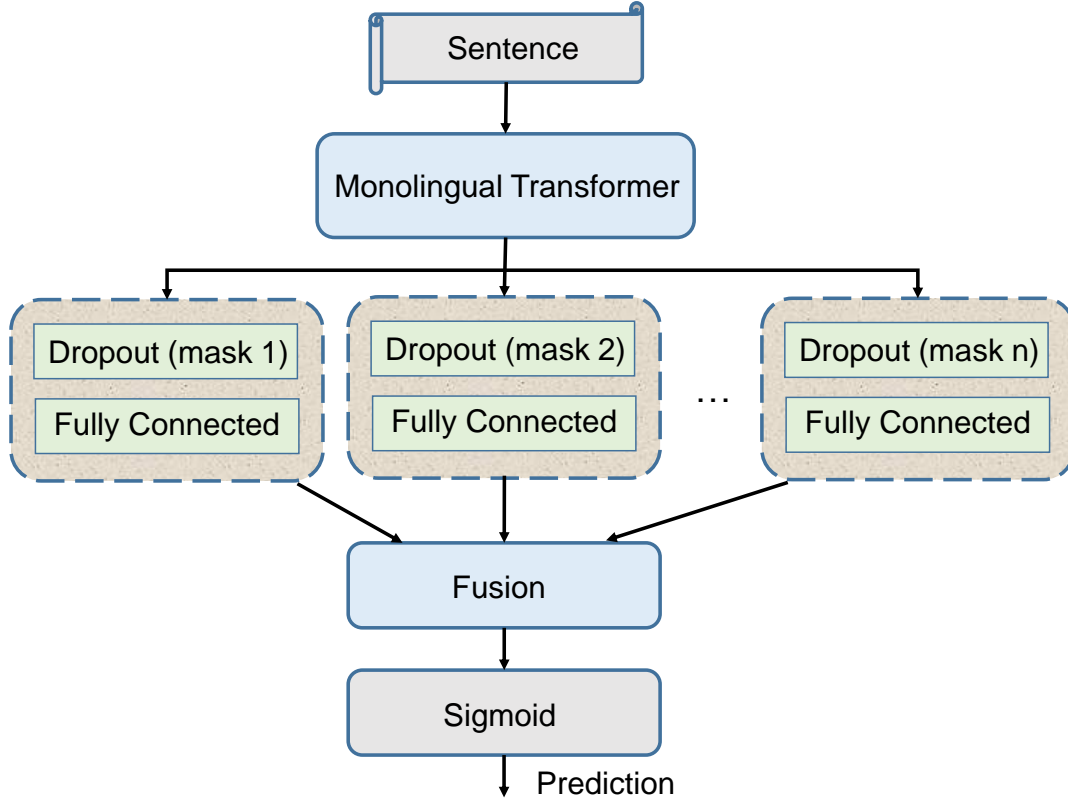 Sentence
Monolingual Transformer
Dropout (mask 1)
Fully Connected
Dropout (mask 2)
Fully Connected
...
Dropout (mask n)
Fully Connected
Fusion
Sigmoid
Prediction